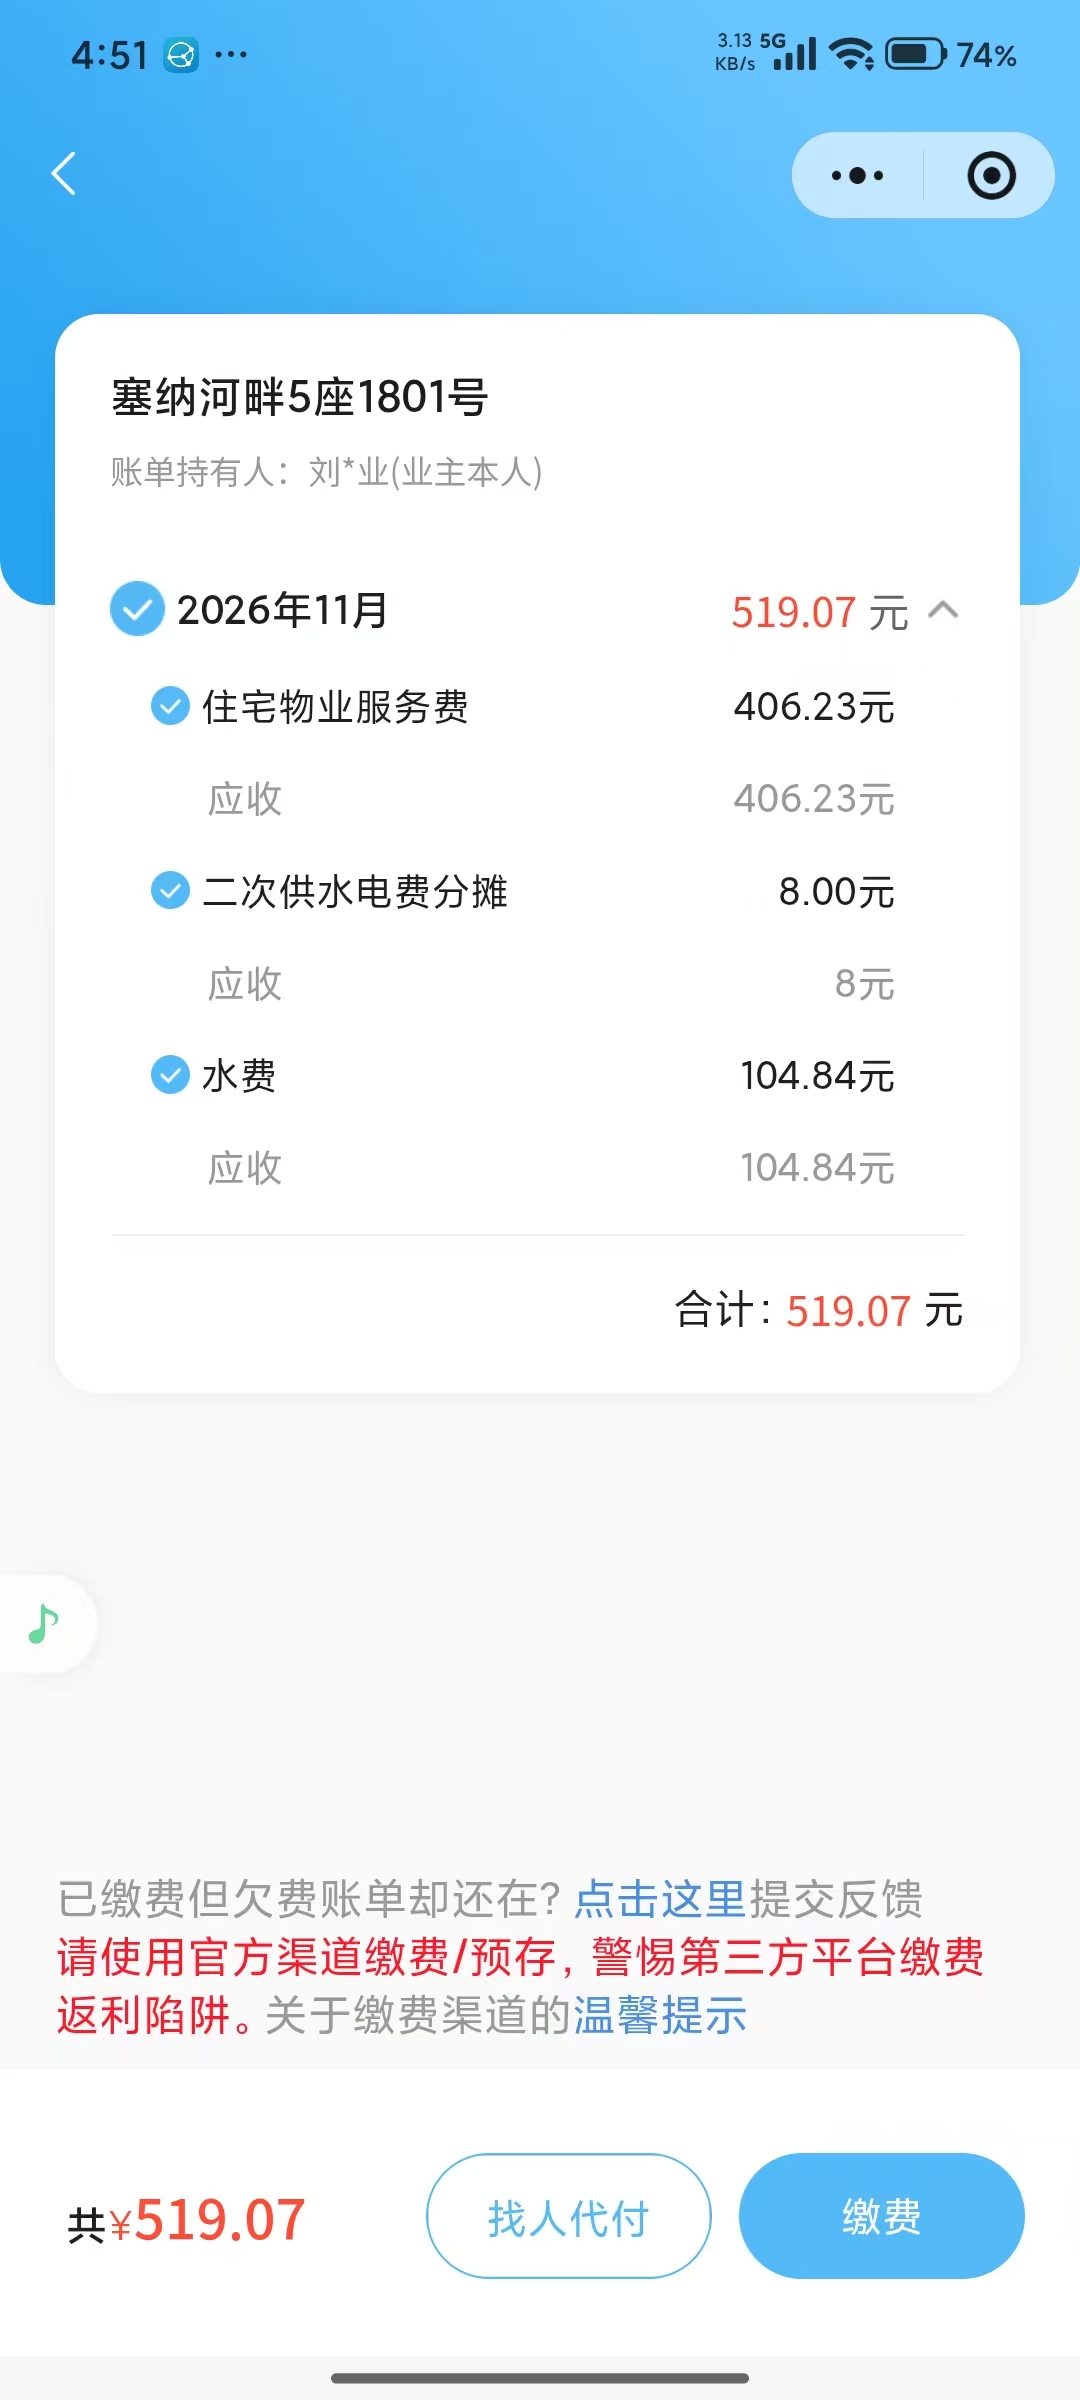 4:51 ... 3.13 KB/s 5G 74%
塞纳河畔5座1801号
账单持有人：刘*业(业主本人)
2026年11月 519.07 元
住宅物业服务费 406.23元
应收 406.23元
二次供水电费分摊 8.00元
应收 8元
水费 104.84元
应收 104.84元
合计：519.07 元
已缴费但欠费账单却还在？点击这里提交反馈
请使用官方渠道缴费/预存，警惕第三方平台缴费
返利陷阱。关于缴费渠道的温馨提示
共¥519.07 找人代付 缴费